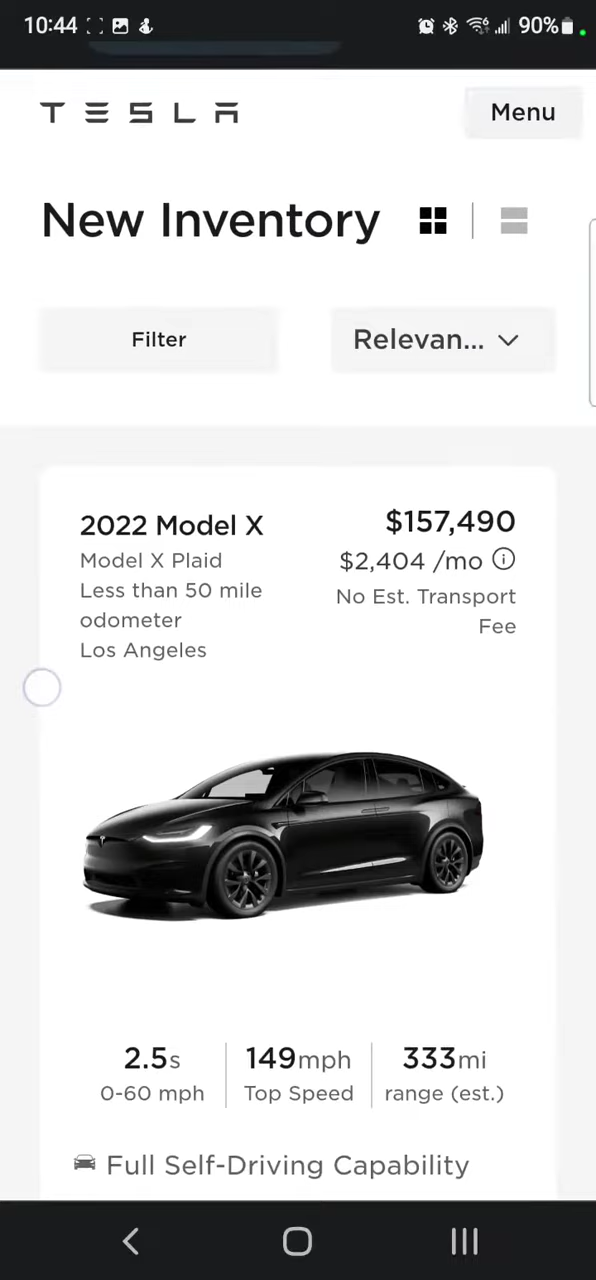 10:44
90%
TESLA
Menu
New Inventory
Filter
Relevan...
2022 Model X
$157,490
Model X Plaid
$2,404 /mo
Less than 50 mile
odometer
No Est. Transport
Fee
Los Angeles
2.5s
149mph
333mi
0-60 mph
Top Speed
range (est.)
Full Self-Driving Capability